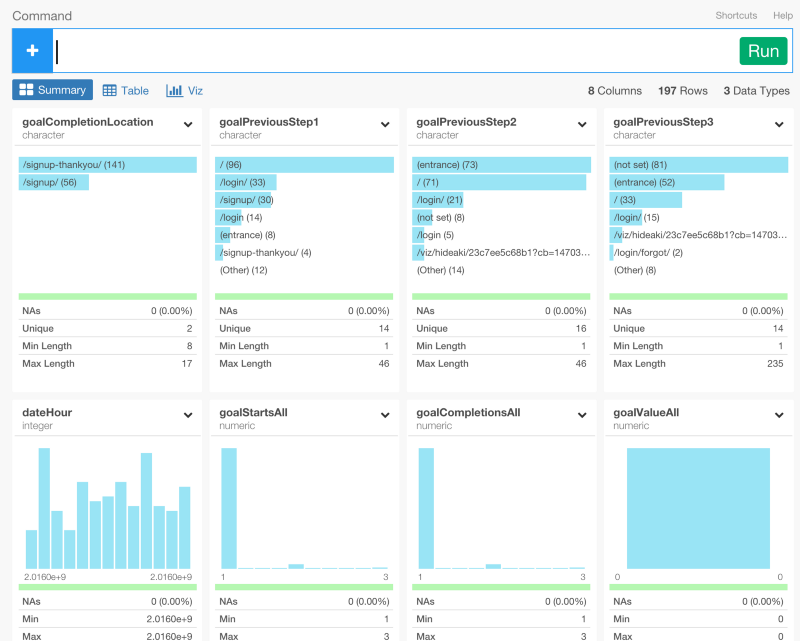 Command
Shortcuts Help
+
Run
Summary Table Viz
8 Columns 197 Rows 3 Data Types
goalCompletionLocation
character
/signup-thankyou/ (141)
/signup/ (56)
NAs 0 (0.00%)
Unique 2
Min Length 8
Max Length 17
goalPreviousStep1
character
/ (96)
/login/ (33)
/signup/ (30)
/login (14)
(entrance) (8)
/signup-thankyou/ (4)
(Other) (12)
NAs 0 (0.00%)
Unique 14
Min Length 1
Max Length 46
goalPreviousStep2
character
(entrance) (73)
/ (71)
/login/ (21)
(not set) (8)
/login (5)
/viz/hideaki/23c7ee5c68b1?cb=14703...
(Other) (14)
NAs 0 (0.00%)
Unique 16
Min Length 1
Max Length 46
goalPreviousStep3
character
(not set) (81)
(entrance) (52)
/ (33)
/login/ (15)
/viz/hideaki/23c7ee5c68b1?cb=14703...
/login/forgot/ (2)
(Other) (8)
NAs 0 (0.00%)
Unique 14
Min Length 1
Max Length 235
dateHour
integer
2.0160e+9 2.0160e+9
NAs 0 (0.00%)
Min 2.0160e+9
Max 2.0160e+9
goalStartsAll
numeric
1 3
NAs 0 (0.00%)
Min 1
Max 3
goalCompletionsAll
numeric
1 3
NAs 0 (0.00%)
Min 1
Max 3
goalValueAll
numeric
0 0
NAs 0 (0.00%)
Min 0
Max 0